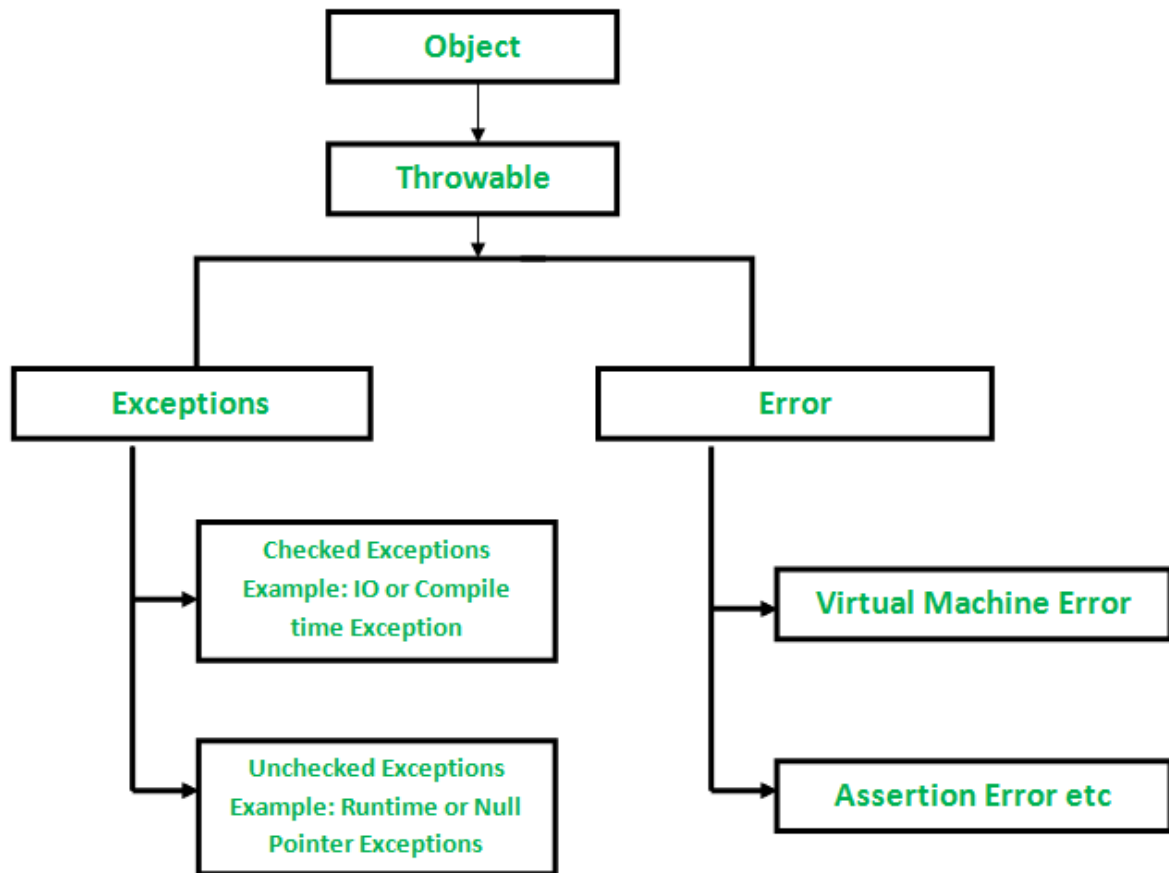 Object
Throwable
Exceptions
Error
Checked Exceptions
Example: IO or Compile
time Exception
Unchecked Exceptions
Example: Runtime or Null
Pointer Exceptions
Virtual Machine Error
Assertion Error etc